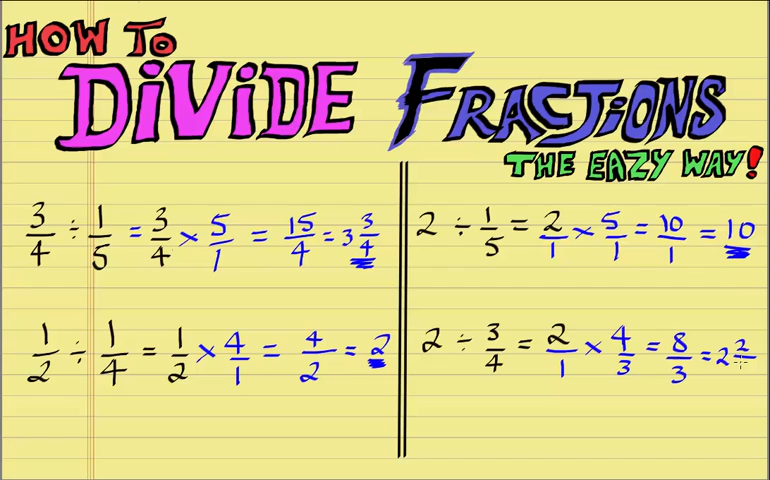 HOW TO
DIVIDE FRACTIONS
THE EAZY WAY!
3/4 ÷ 1/5 = 3/4 × 5/1 = 15/4 = 3 3/4
2 ÷ 1/5 = 2/1 × 5/1 = 10/1 = 10
1/2 ÷ 1/4 = 1/2 × 4/1 = 4/2 = 2
2 ÷ 3/4 = 2/1 × 4/3 = 8/3 = 2 2/